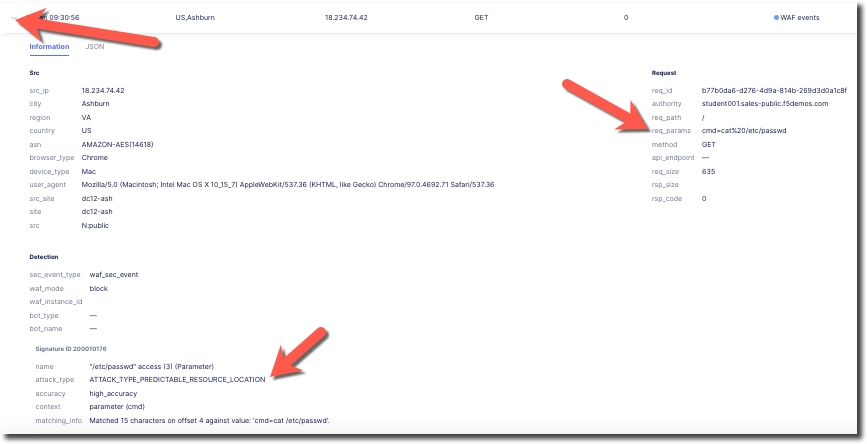 09:30:56 US,Ashburn 18.234.74.42 GET 0 WAF events
Information JSON
Src
src_ip 18.234.74.42
city Ashburn
region VA
country US
asn AMAZON-AES(14618)
browser_type Chrome
device_type Mac
user_agent Mozilla/5.0 (Macintosh; Intel Mac OS X 10_15_7) AppleWebKit/537.36 (KHTML, like Gecko) Chrome/97.0.4692.71 Safari/537.36
src_site dc12-ash
site dc12-ash
src N:public
Request
req_id b77b0da6-d276-4d9a-814b-269d3d0a1c8f
authority student001.sales-public.f5demos.com
req_path /
req_params cmd=cat%20/etc/passwd
method GET
api_endpoint —
req_size 635
rsp_size
rsp_code 0
Detection
sec_event_type waf_sec_event
waf_mode block
waf_instance_id
bot_type —
bot_name —
Signature ID 200010176
name "/etc/passwd" access (3) (Parameter)
attack_type ATTACK_TYPE_PREDICTABLE_RESOURCE_LOCATION
accuracy high_accuracy
context parameter (cmd)
matching_info Matched 15 characters on offset 4 against value: 'cmd=cat /etc/passwd'.